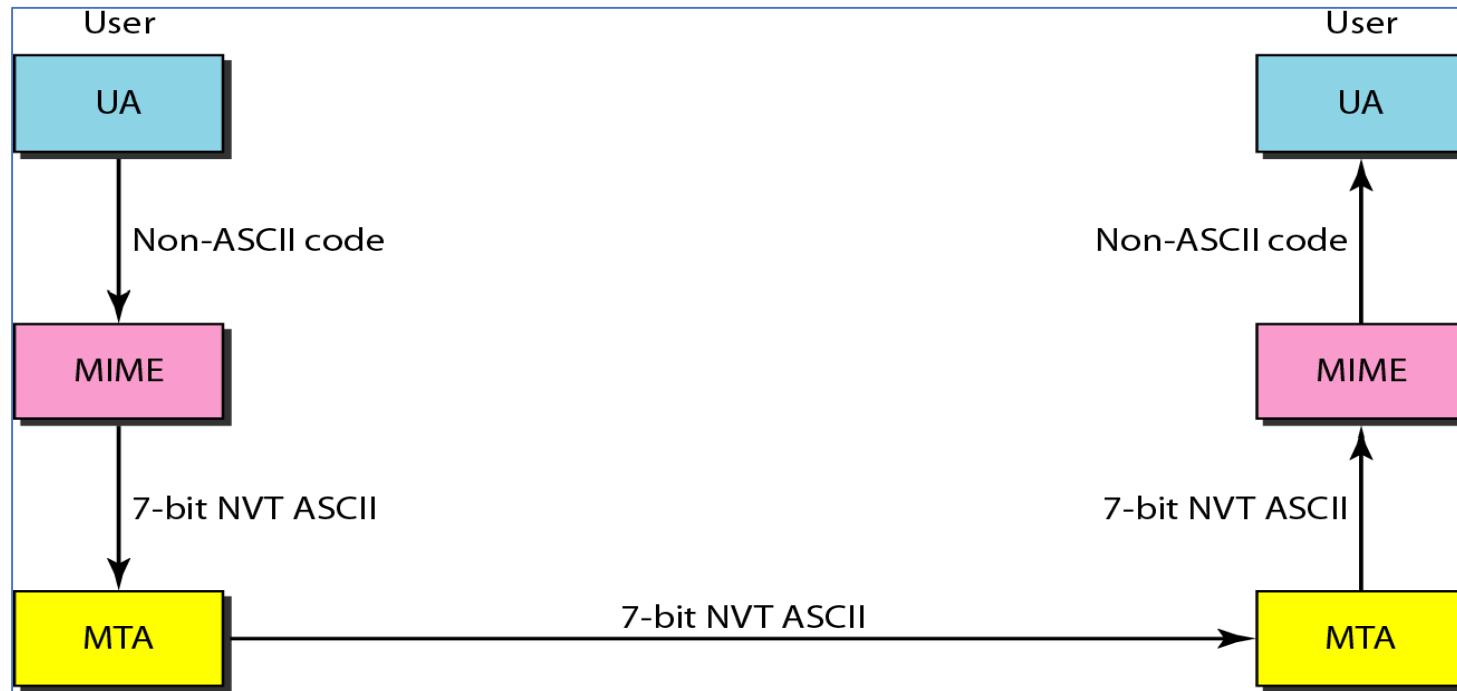 User User
UA UA
Non-ASCII code Non-ASCII code
MIME MIME
7-bit NVT ASCII 7-bit NVT ASCII
7-bit NVT ASCII
MTA MTA